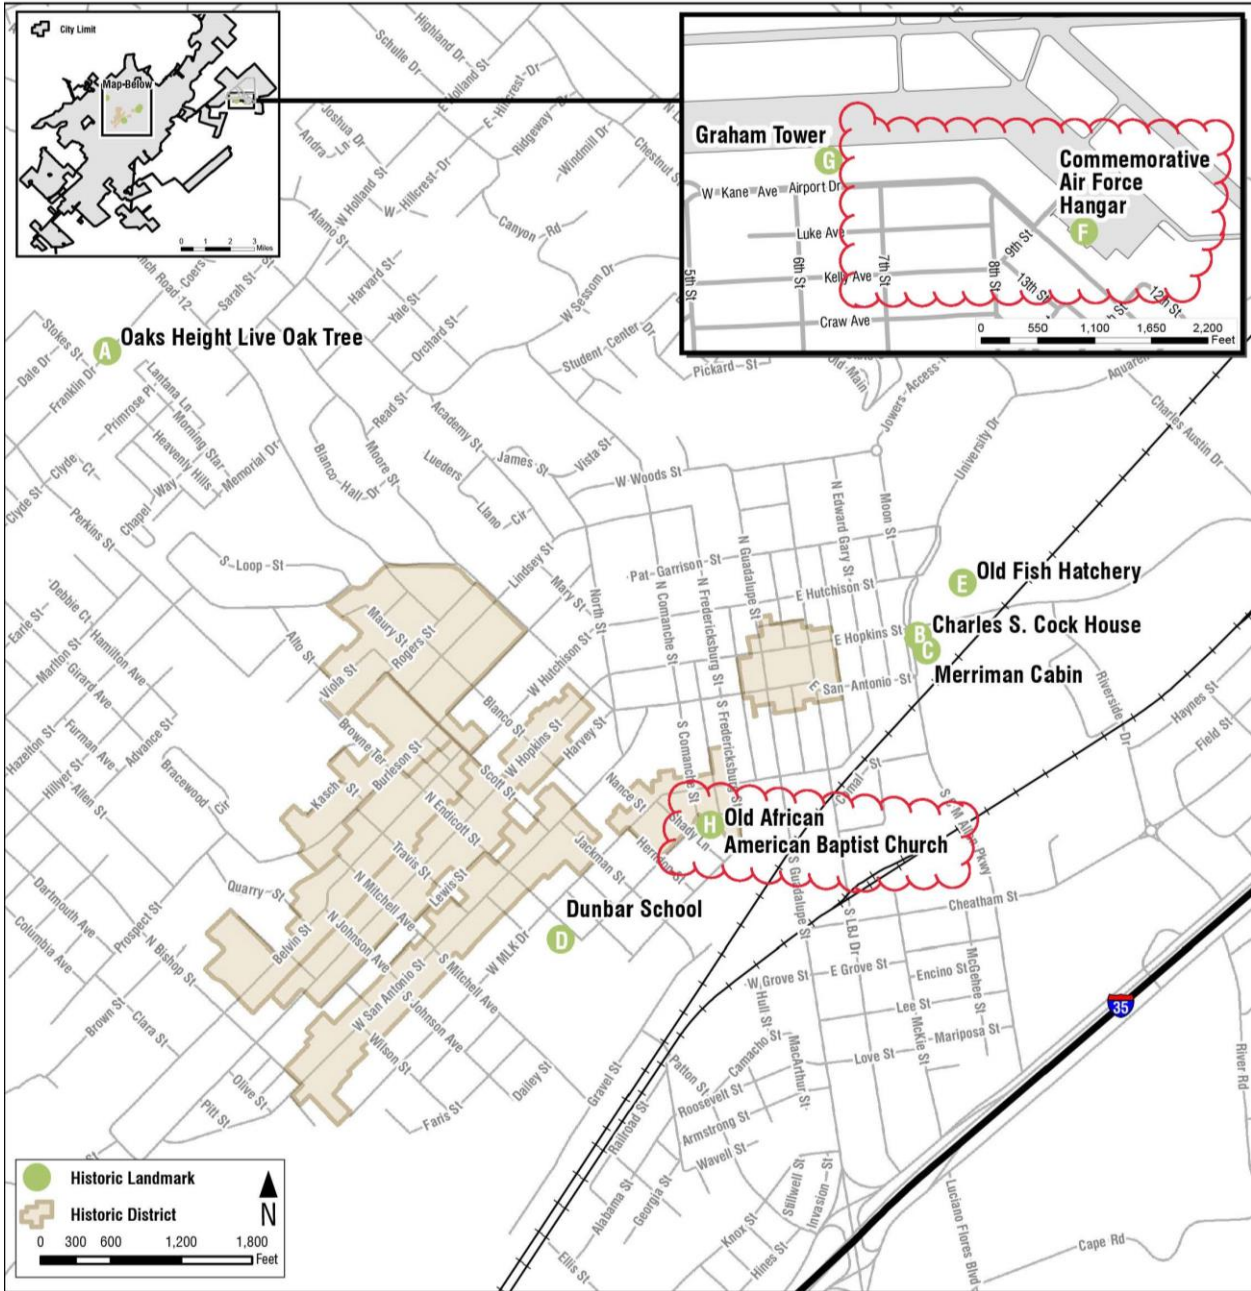 City Limit
Map Below
0 1 2 3
Miles
Graham Tower
G
Commemorative
Air Force
Hangar
F
W Kane Ave
Airport Dr
Luke Ave
Kelly Ave
Craw Ave
5th St
6th St
7th St
8th St
9th St
13th St
12th St
0 550 1,100 1,650 2,200
Feet
Highland Dr
Schulle Dr
E Holland St
E Hillcrest Dr
Ridgeway Dr
Joshua Dr
Andra Ln
W Holland St
W Hillcrest Dr
Windmill Dr
Chestnut St
Alamo St
Canyon Rd
Sarah St
Harvard St
Yale St
Orchard St
W Sessom Dr
Student Center Dr
Pickard St
Old Main
Jowers Access
Charles Austin Dr
University Dr
A
Oaks Height Live Oak Tree
Stokes St
Dale Dr
Franklin Dr
Lantana Ln
Primrose Pl
Morning Star
Heavenly Hills
Chapel Way
Memorial Dr
Clyde Ct
Clyde St
Perkins St
Read St
Academy St
Moore St
Blanco Hall Dr
Lueders
Llano Cir
James St
Vista St
W Woods St
N Edward Gary St
Moon St
N Guadalupe St
Pat Garrison St
E Hutchison St
S Loop St
Lindsey St
Mary St
North St
N Comanche St
N Fredericksburg St
E
Old Fish Hatchery
B
Charles S. Cock House
C
Merriman Cabin
E Hopkins St
E San Antonio St
Debbie Ct
Earle St
Hamilton Ave
Marlton St
Girard Ave
Alto St
Maury St
Rogers St
Viola St
W Hutchison St
Riverside Dr
Haynes St
Field St
Hazelton St
Furman Ave
Advance St
Hillyer St
Allen St
Bracewood Cir
Browne Ter
Burleson St
Kasch St
Blanco St
W Hopkins St
Harvey St
Scott St
N Endicott St
S Comanche St
S Fredericksburg St
Nance St
Shady Ln
H
Old African
American Baptist Church
Jackman St
Travis St
Lewis St
N Mitchell Ave
N Johnson Ave
Quarry St
Belvin St
Dunbar School
D
S Guadalupe St
S LBJ Dr
Cheatham St
Dartmouth Ave
Columbia Ave
Prospect St
N Bishop St
W MLK Dr
S Mitchell Ave
W San Antonio St
S Johnson Ave
W Grove St
E Grove St
Encino St
McGehee St
Lee St
Mariposa St
McKie St
Love St
35
Brown St
Clara St
Olive St
Pitt St
Wilson St
Faris St
Dailey St
Gravel St
Railroad St
Hull St
Camacho St
MacArthur St
Patton St
Roosevelt St
Armstrong St
Wavell St
River Rd
Alabama St
Georgia St
Ellis St
Stillwell St
Invasion St
Knox St
Hines St
Luciano Flores Blvd
Cape Rd
Historic Landmark
Historic District
N
0 300 600 1,200 1,800
Feet